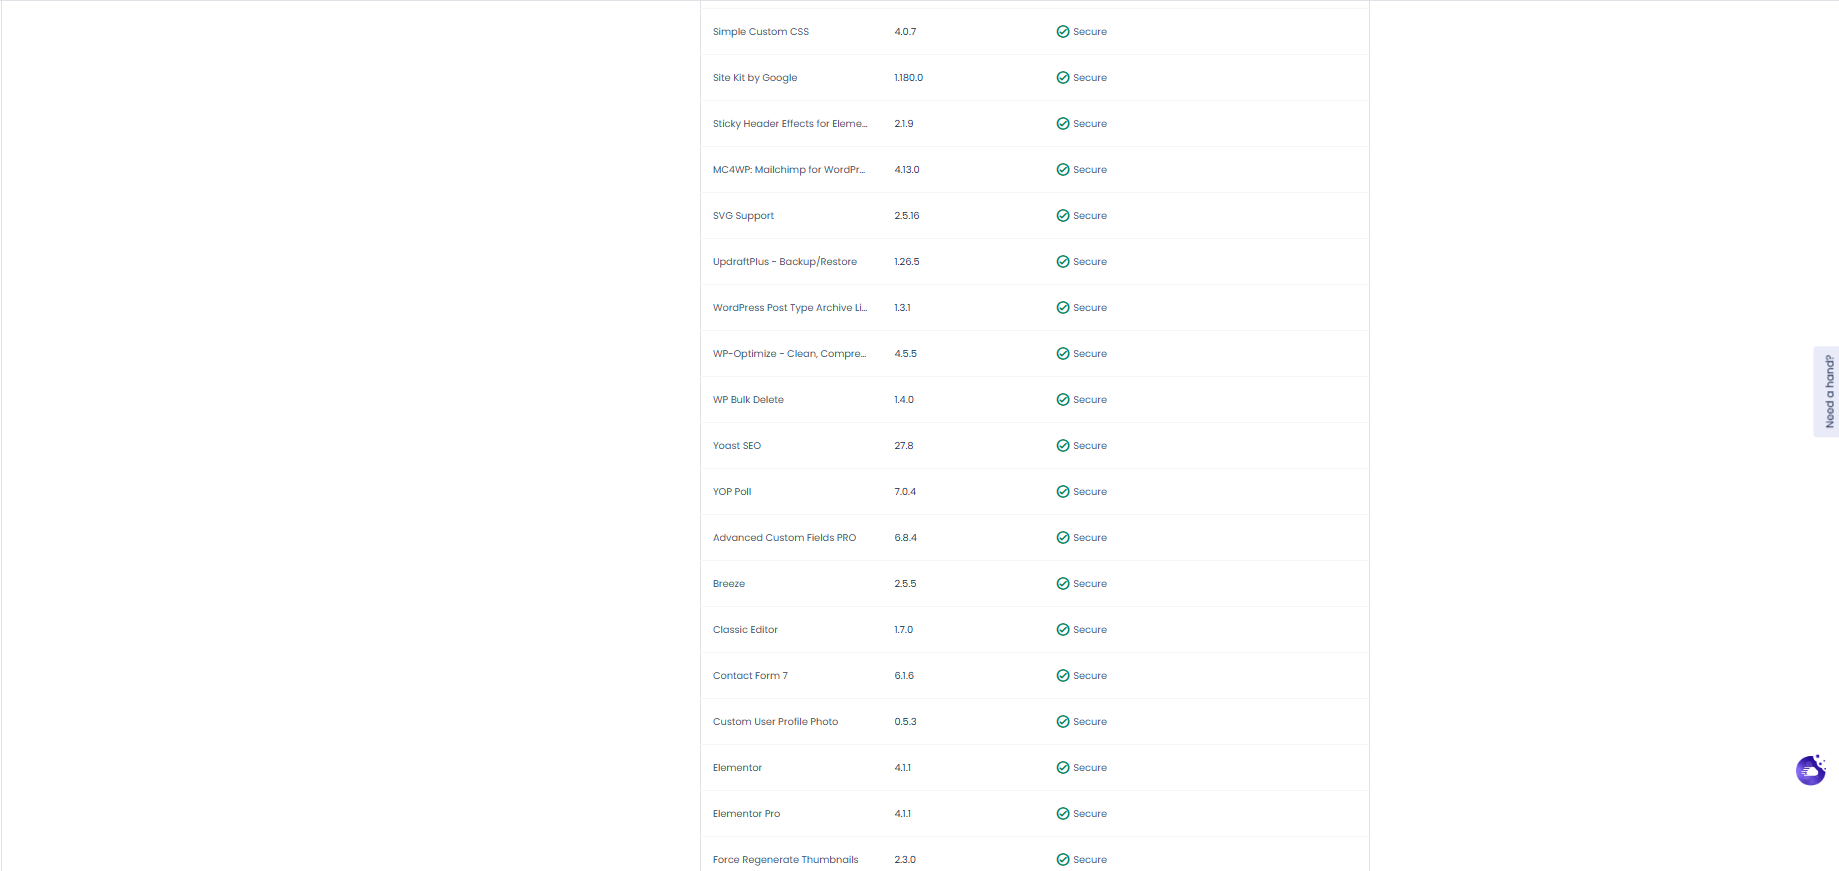 Simple Custom CSS 4.0.7 Secure
Site Kit by Google 1.180.0 Secure
Sticky Header Effects for Eleme... 2.1.9 Secure
MC4WP: Mailchimp for WordPr... 4.13.0 Secure
SVG Support 2.5.16 Secure
UpdraftPlus - Backup/Restore 1.26.5 Secure
WordPress Post Type Archive Li... 1.3.1 Secure
WP-Optimize - Clean, Compre... 4.5.5 Secure
WP Bulk Delete 1.4.0 Secure
Yoast SEO 27.8 Secure
YOP Poll 7.0.4 Secure
Advanced Custom Fields PRO 6.8.4 Secure
Breeze 2.5.5 Secure
Classic Editor 1.7.0 Secure
Contact Form 7 6.1.6 Secure
Custom User Profile Photo 0.5.3 Secure
Elementor 4.1.1 Secure
Elementor Pro 4.1.1 Secure
Force Regenerate Thumbnails 2.3.0 Secure
Need a hand?